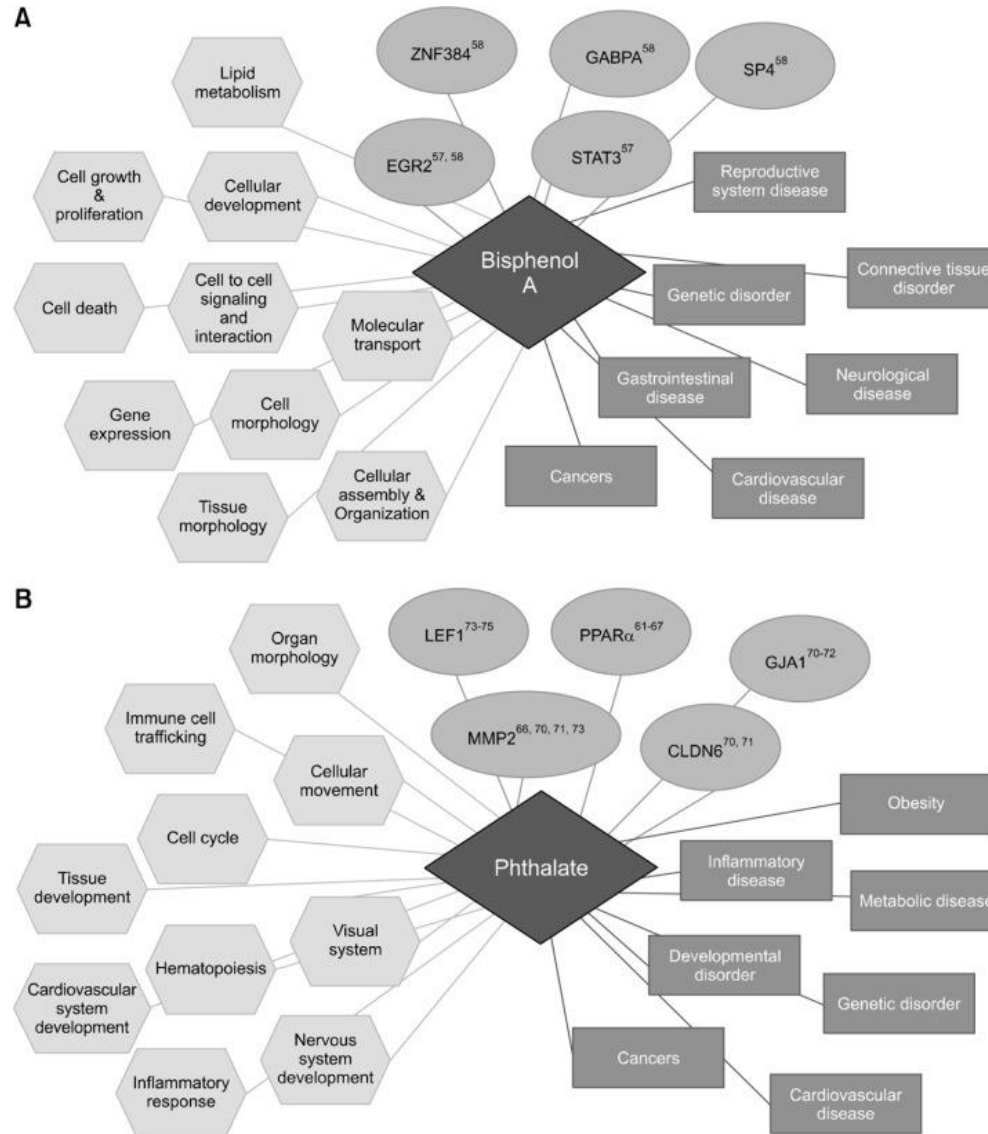 A
ZNF38458
GABPA58
SP458
Lipid
metabolism
EGR257, 58
STAT357
Reproductive
system disease
Cell growth
&
proliferation
Cellular
development
Bisphenol
A
Connective tissue
disorder
Genetic disorder
Cell death
Cell to cell
signaling
and
interaction
Molecular
transport
Gastrointestinal
disease
Neurological
disease
Gene
expression
Cell
morphology
Cancers
Cardiovascular
disease
Tissue
morphology
Cellular
assembly &
Organization
B
LEF173-75
PPARα61-67
GJA170-72
Organ
morphology
MMP266, 70, 71, 73
CLDN670, 71
Immune cell
trafficking
Cellular
movement
Obesity
Cell cycle
Phthalate
Inflammatory
disease
Metabolic disease
Tissue
development
Visual
system
Hematopoiesis
Developmental
disorder
Genetic disorder
Cardiovascular
system
development
Nervous
system
development
Cancers
Inflammatory
response
Cardiovascular
disease